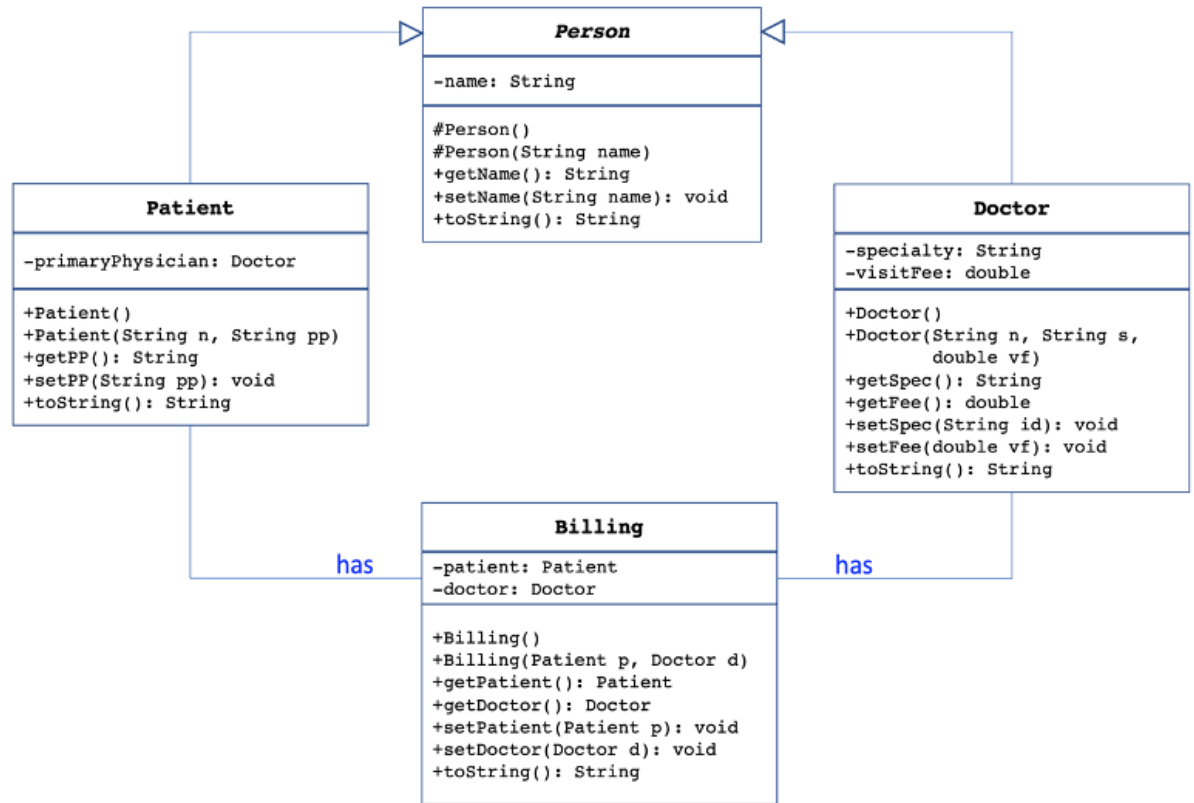 Person
-name: String
#Person()
#Person(String name)
+getName(): String
+setName(String name): void
+toString(): String
Patient
-primaryPhysician: Doctor
+Patient()
+Patient(String n, String pp)
+getPP(): String
+setPP(String pp): void
+toString(): String
Doctor
-specialty: String
-visitFee: double
+Doctor()
+Doctor(String n, String s,
double vf)
+getSpec(): String
+getFee(): double
+setSpec(String id): void
+setFee(double vf): void
+toString(): String
has
Billing
-patient: Patient
-doctor: Doctor
+Billing()
+Billing(Patient p, Doctor d)
+getPatient(): Patient
+getDoctor(): Doctor
+setPatient(Patient p): void
+setDoctor(Doctor d): void
+toString(): String
has